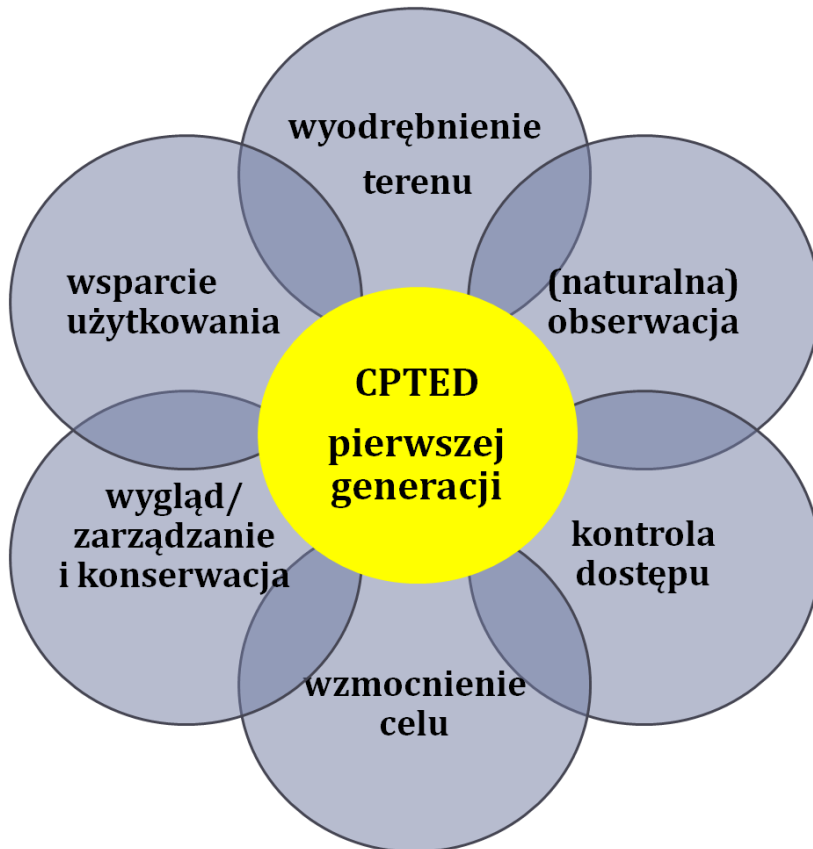 wyodrębnienie
terenu
(naturalna)
obserwacja
kontrola
dostępu
wzmocnienie
celu
wygląd/
zarządzanie
i konserwacja
wsparcie
użytkowania
CPTED
pierwszej
generacji